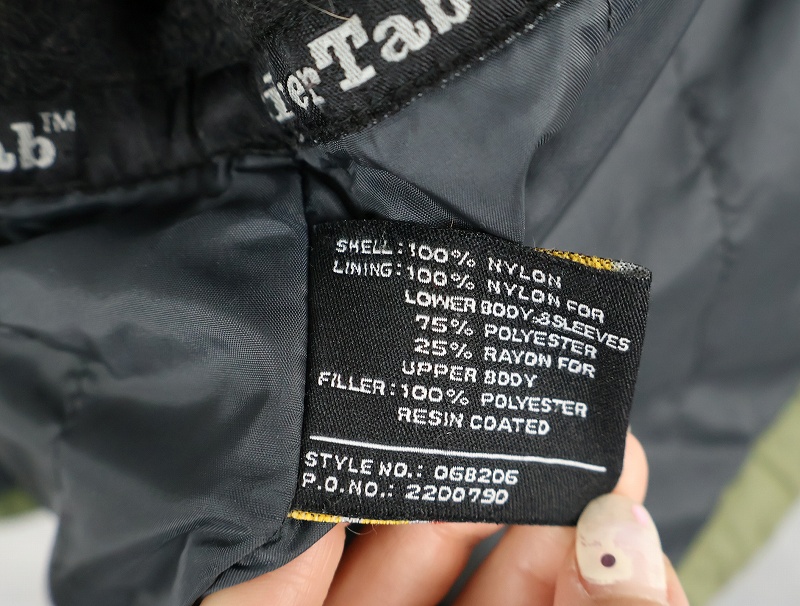 ierTab
ab™
SHELL: 100% NYLON
LINING: 100% NYLON FOR
LOWER BODY & SLEEVES
75% POLYESTER
25% RAYON FOR
UPPER BODY
FILLER: 100% POLYESTER
RESIN COATED
STYLE NO.: 068206
P.O.NO.: 2200790